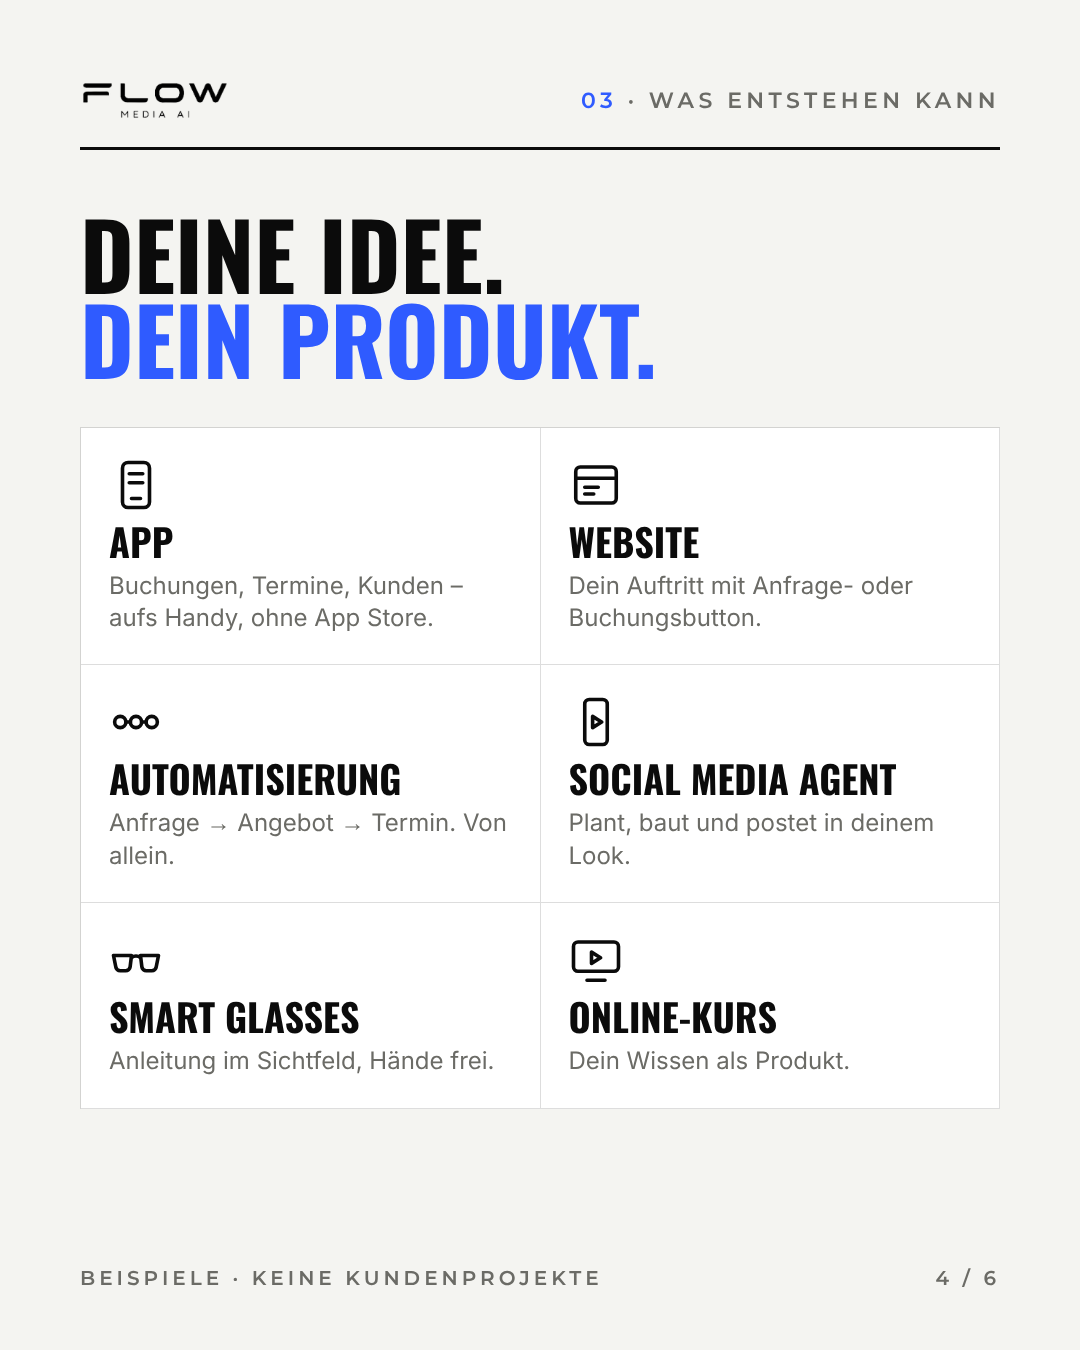 FLOW
MEDIA AI
03 · WAS ENTSTEHEN KANN
DEINE IDEE.
DEIN PRODUKT.
APP
Buchungen, Termine, Kunden –
aufs Handy, ohne App Store.
WEBSITE
Dein Auftritt mit Anfrage- oder
Buchungsbutton.
AUTOMATISIERUNG
Anfrage → Angebot → Termin. Von
allein.
SOCIAL MEDIA AGENT
Plant, baut und postet in deinem
Look.
SMART GLASSES
Anleitung im Sichtfeld, Hände frei.
ONLINE-KURS
Dein Wissen als Produkt.
BEISPIELE · KEINE KUNDENPROJEKTE
4 / 6